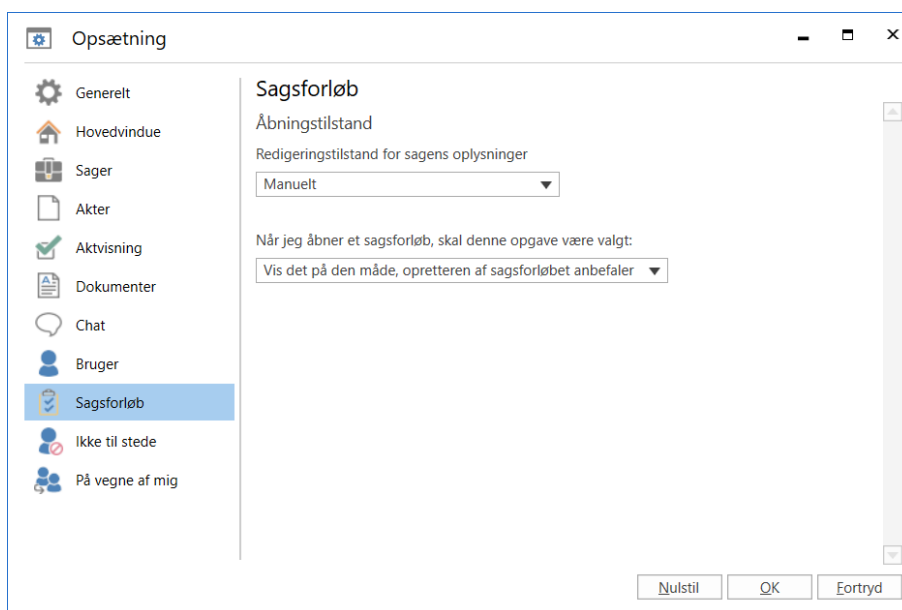 Opsætning
Generelt
Hovedvindue
Sager
Akter
Aktvisning
Dokumenter
Chat
Bruger
Sagsforløb
Ikke til stede
På vegne af mig
Sagsforløb
Åbningstilstand
Redigeringstilstand for sagens oplysninger
Manuelt
Når jeg åbner et sagsforløb, skal denne opgave være valgt:
Vis det på den måde, opretteren af sagsforløbet anbefaler
Nulstil
OK
Fortryd